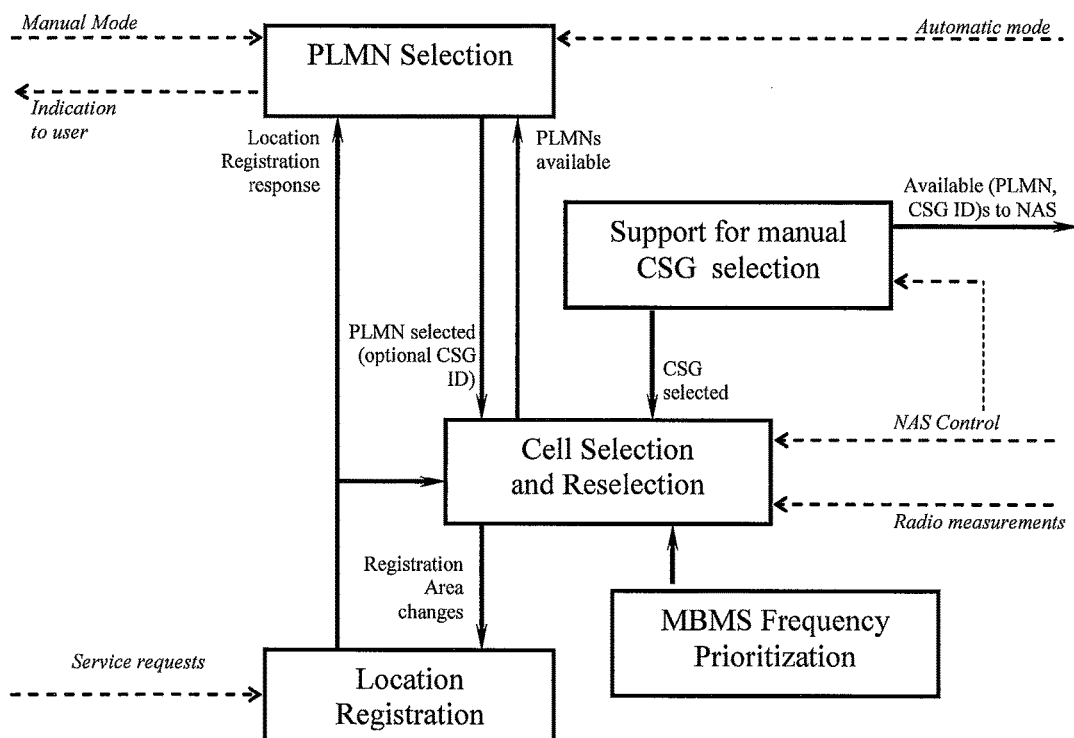 Manual Mode
Automatic mode
PLMN Selection
Indication
to user
Location
Registration
response
PLMNs
available
Available (PLMN,
CSG ID)s to NAS
Support for manual
CSG selection
PLMN selected
(optional CSG
ID)
CSG
selected
NAS Control
Cell Selection
and Reselection
Radio measurements
Registration
Area
changes
MBMS Frequency
Prioritization
Service requests
Location
Registration